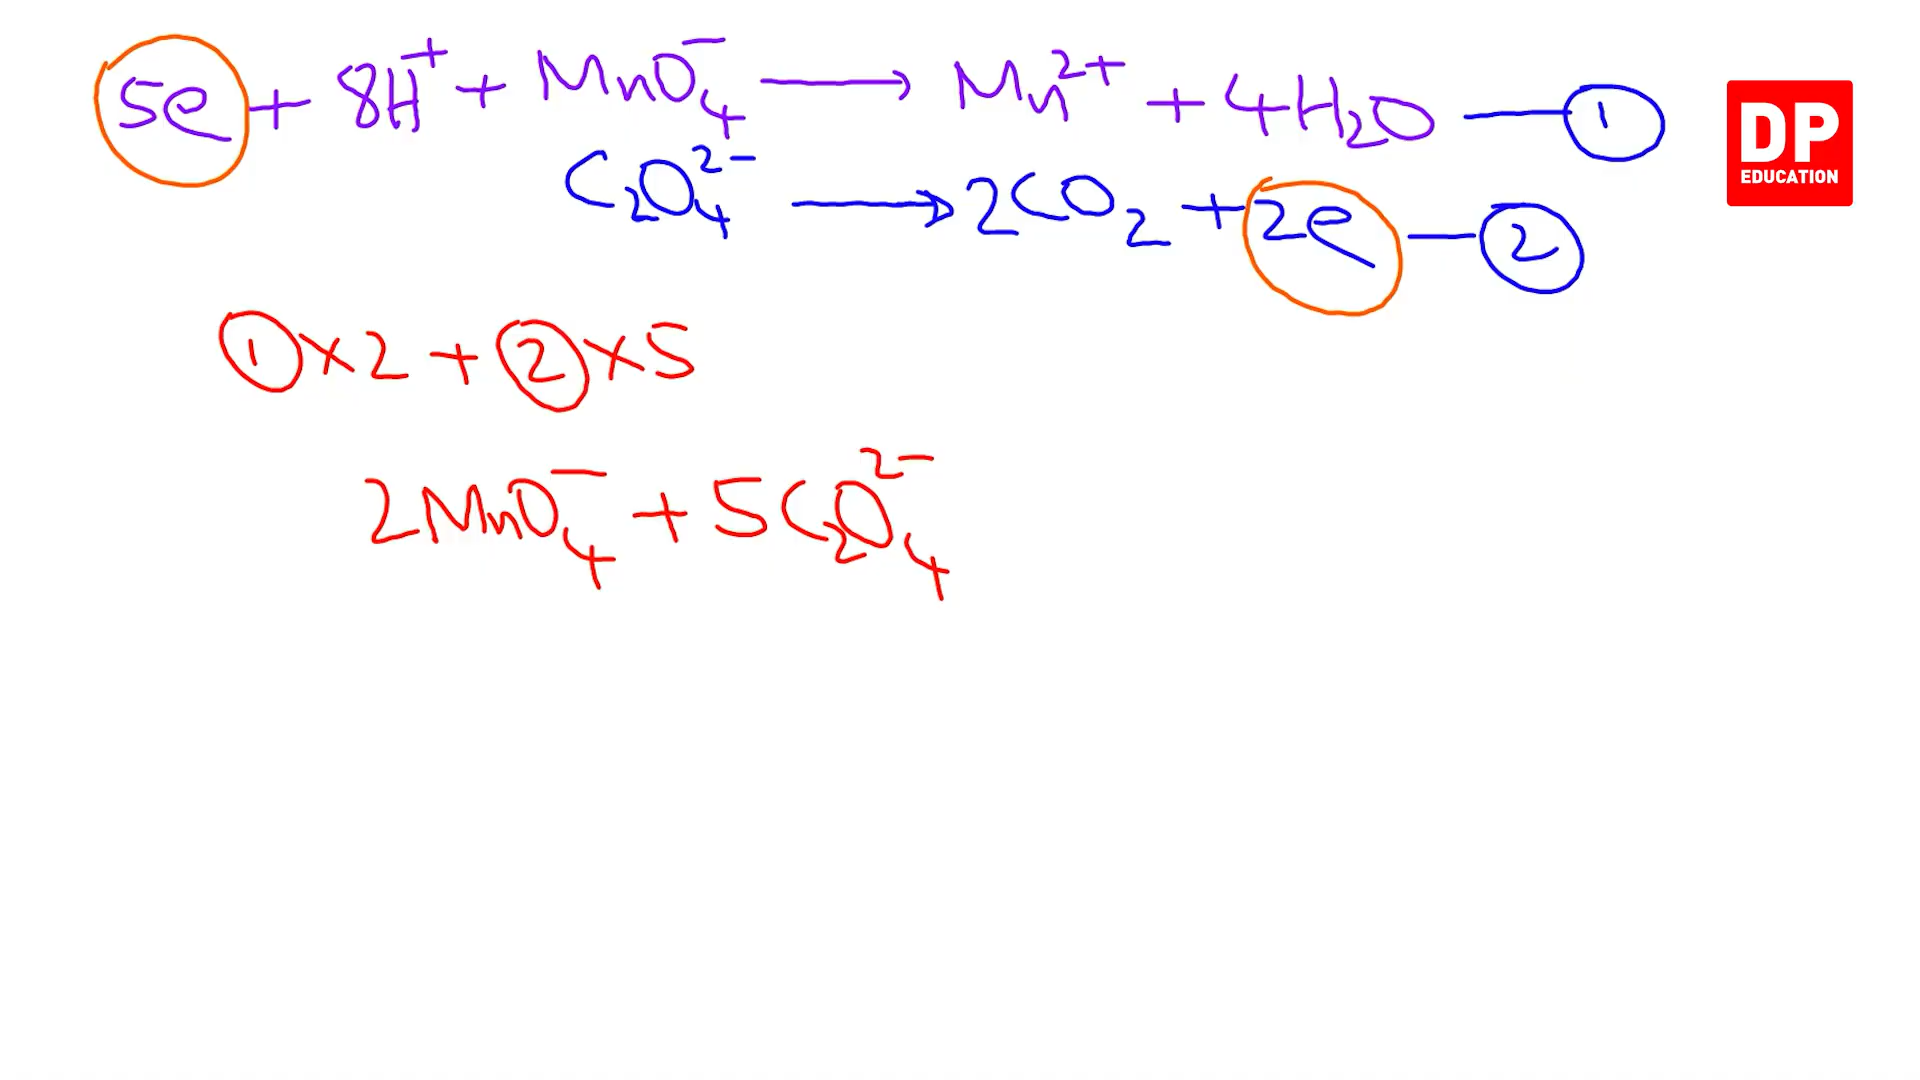 5e + 8H⁺ + MnO₄⁻ ⟶ Mn²⁺ + 4H₂O — ①
C₂O₄²⁻ ⟶ 2CO₂ + 2e — ②
DP
EDUCATION
① × 2 + ② × 5
2MnO₄⁻ + 5C₂O₄²⁻